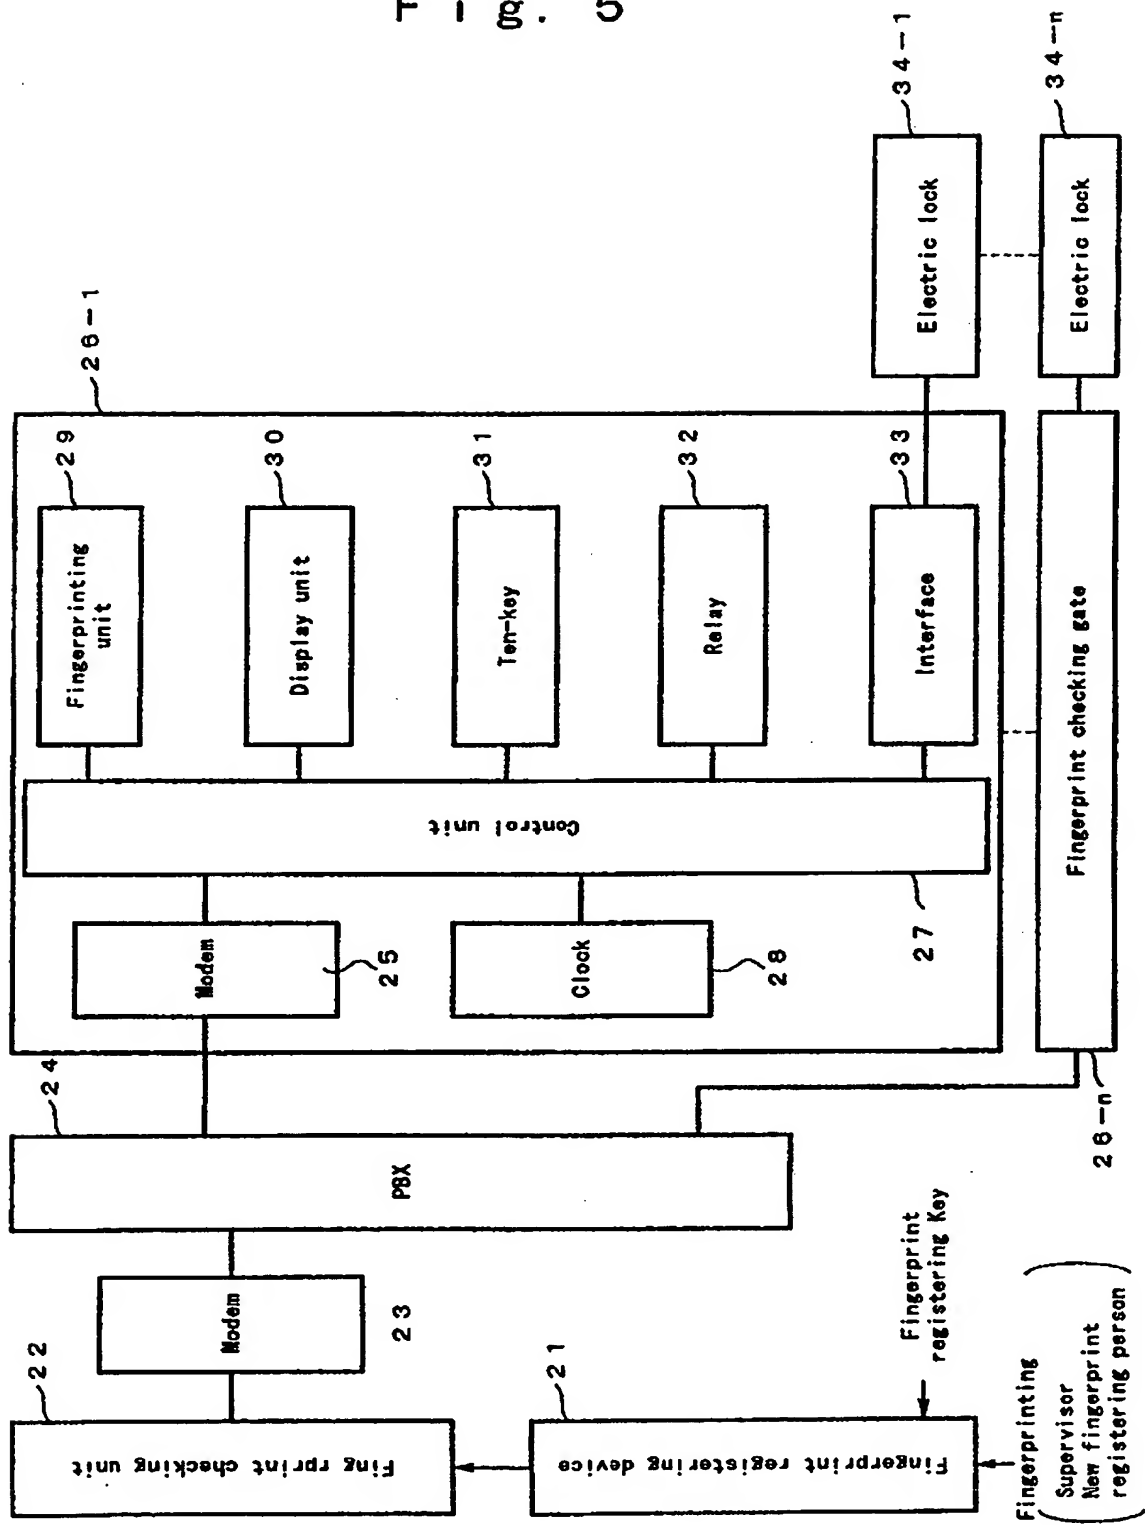 Fig.
22
Fing rprint checking unit
21
Fingerprint registering device
Fingerprint
registering Key
Fingerprinting
Supervisor
New fingerprint
registering person
Modem
23
24
PBX
26-1
Modem
25
Clock
28
Control unit
27
29
Fingerprinting
unit
30
Display unit
31
Ten-key
32
Relay
33
Interface
34-1
Electric lock
26-n
Fingerprint checking gate
34-n
Electric lock